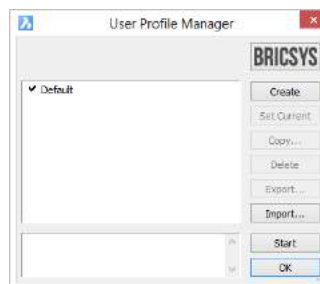 User Profile Manager
BRICSYS
Default
Create
Set Current
Copy...
Delete
Export...
Import...
Start
OK